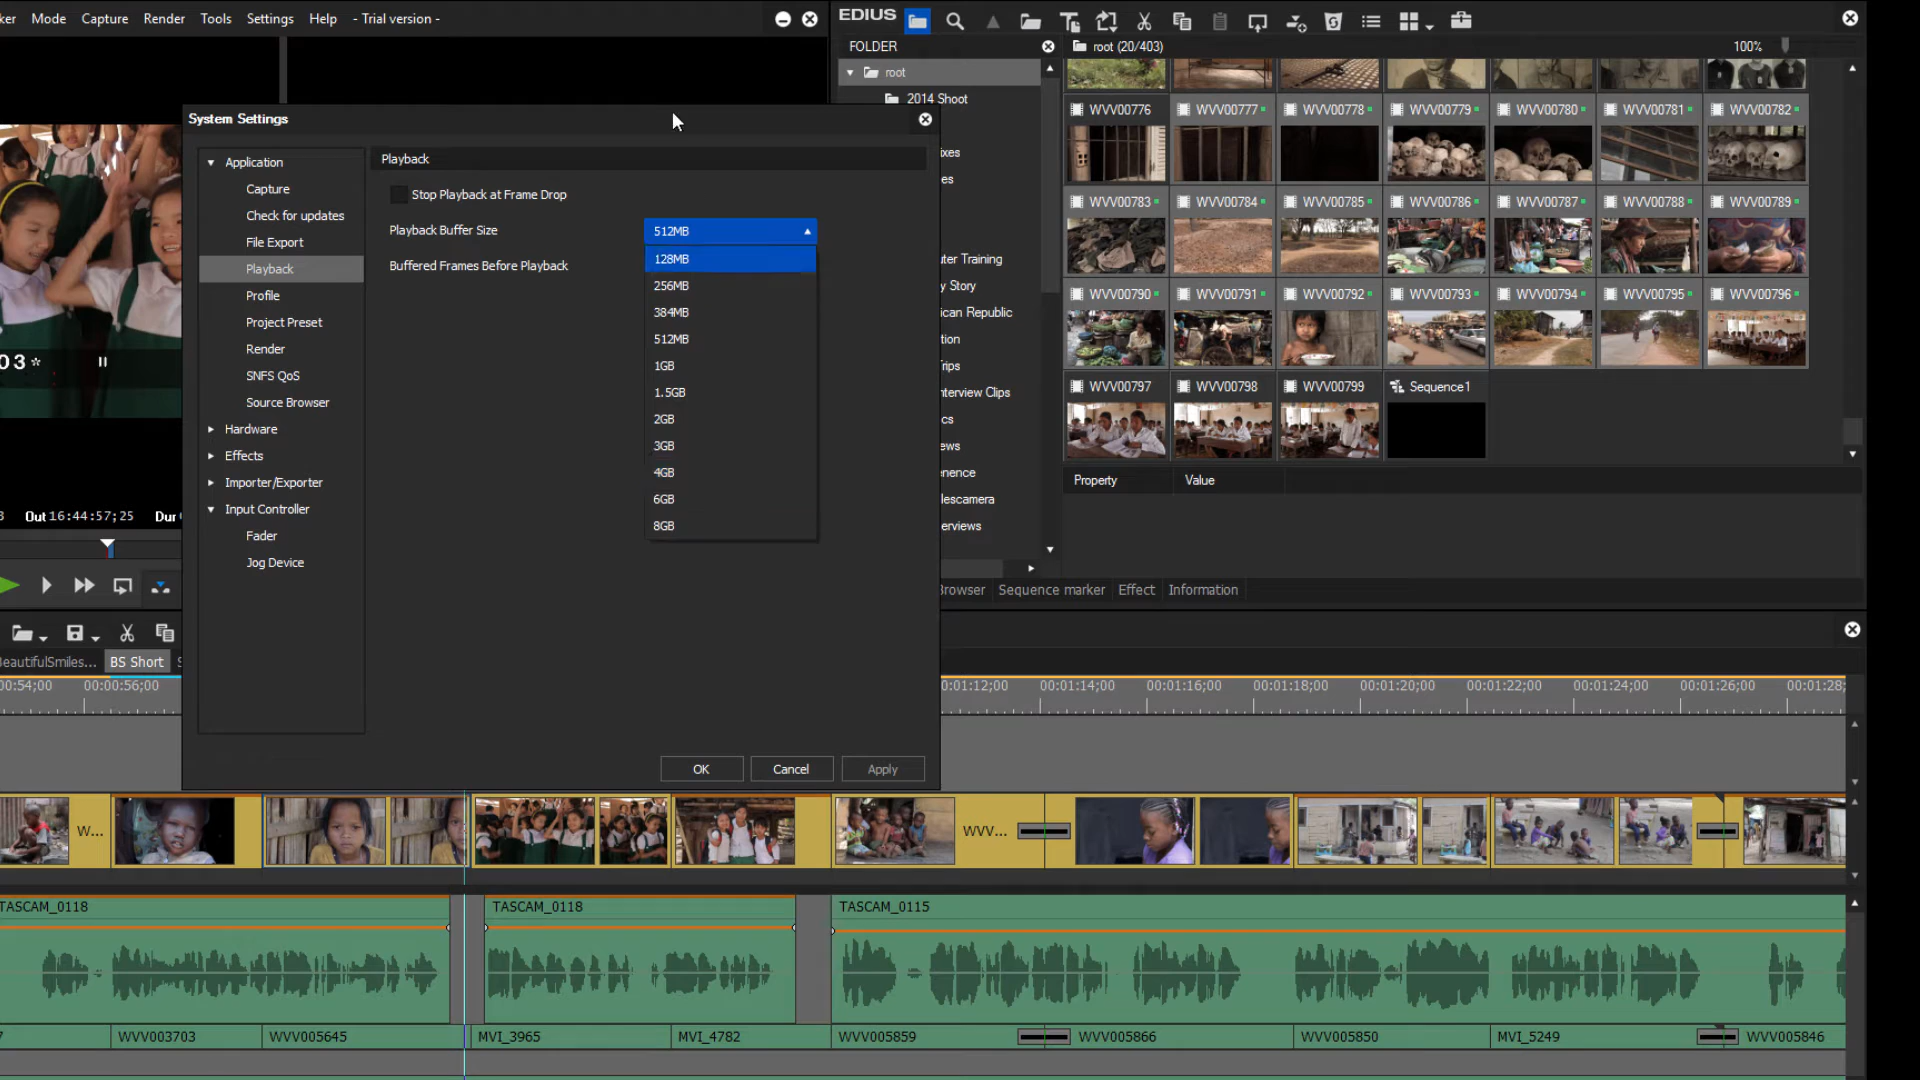 Mode Capture Render Tools Settings Help - Trial version -
EDIUS
FOLDER
root (20/403)
100%
root
2014 Shoot
System Settings
Application
Capture
Check for updates
File Export
Playback
Profile
Project Preset
Render
SNFS QoS
Source Browser
Hardware
Effects
Importer/Exporter
Input Controller
Fader
Jog Device
Playback
Stop Playback at Frame Drop
Playback Buffer Size
512MB
Buffered Frames Before Playback
128MB
256MB
384MB
512MB
1GB
1.5GB
2GB
3GB
4GB
6GB
8GB
OK Cancel Apply
WVV00776 WVV00777 WVV00778 WVV00779 WVV00780 WVV00781 WVV00782
WVV00783 WVV00784 WVV00785 WVV00786 WVV00787 WVV00788 WVV00789
WVV00790 WVV00791 WVV00792 WVV00793 WVV00794 WVV00795 WVV00796
WVV00797 WVV00798 WVV00799 Sequence1
Property Value
Training
Story
Republic
Interview Clips
Out 16:44:57;25 Dur
Sequence marker Effect Information
BeautifulSmiles... BS Short
00:00:56;00 00:01:14;00 00:01:16;00 00:01:18;00 00:01:20;00 00:01:22;00 00:01:24;00 00:01:26;00
W... WVV...
TASCAM_0118 TASCAM_0118 TASCAM_0115
WVV003703 WVV005645 MVI_3965 MVI_4782 WVV005859 WVV005866 WVV005850 MVI_5249 WVV005846